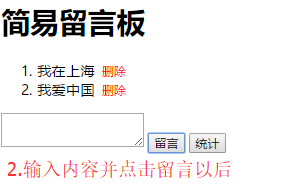 简易留言板
1. 我在上海 删除
2. 我爱中国 删除
留言 统计
2.输入内容并点击留言以后